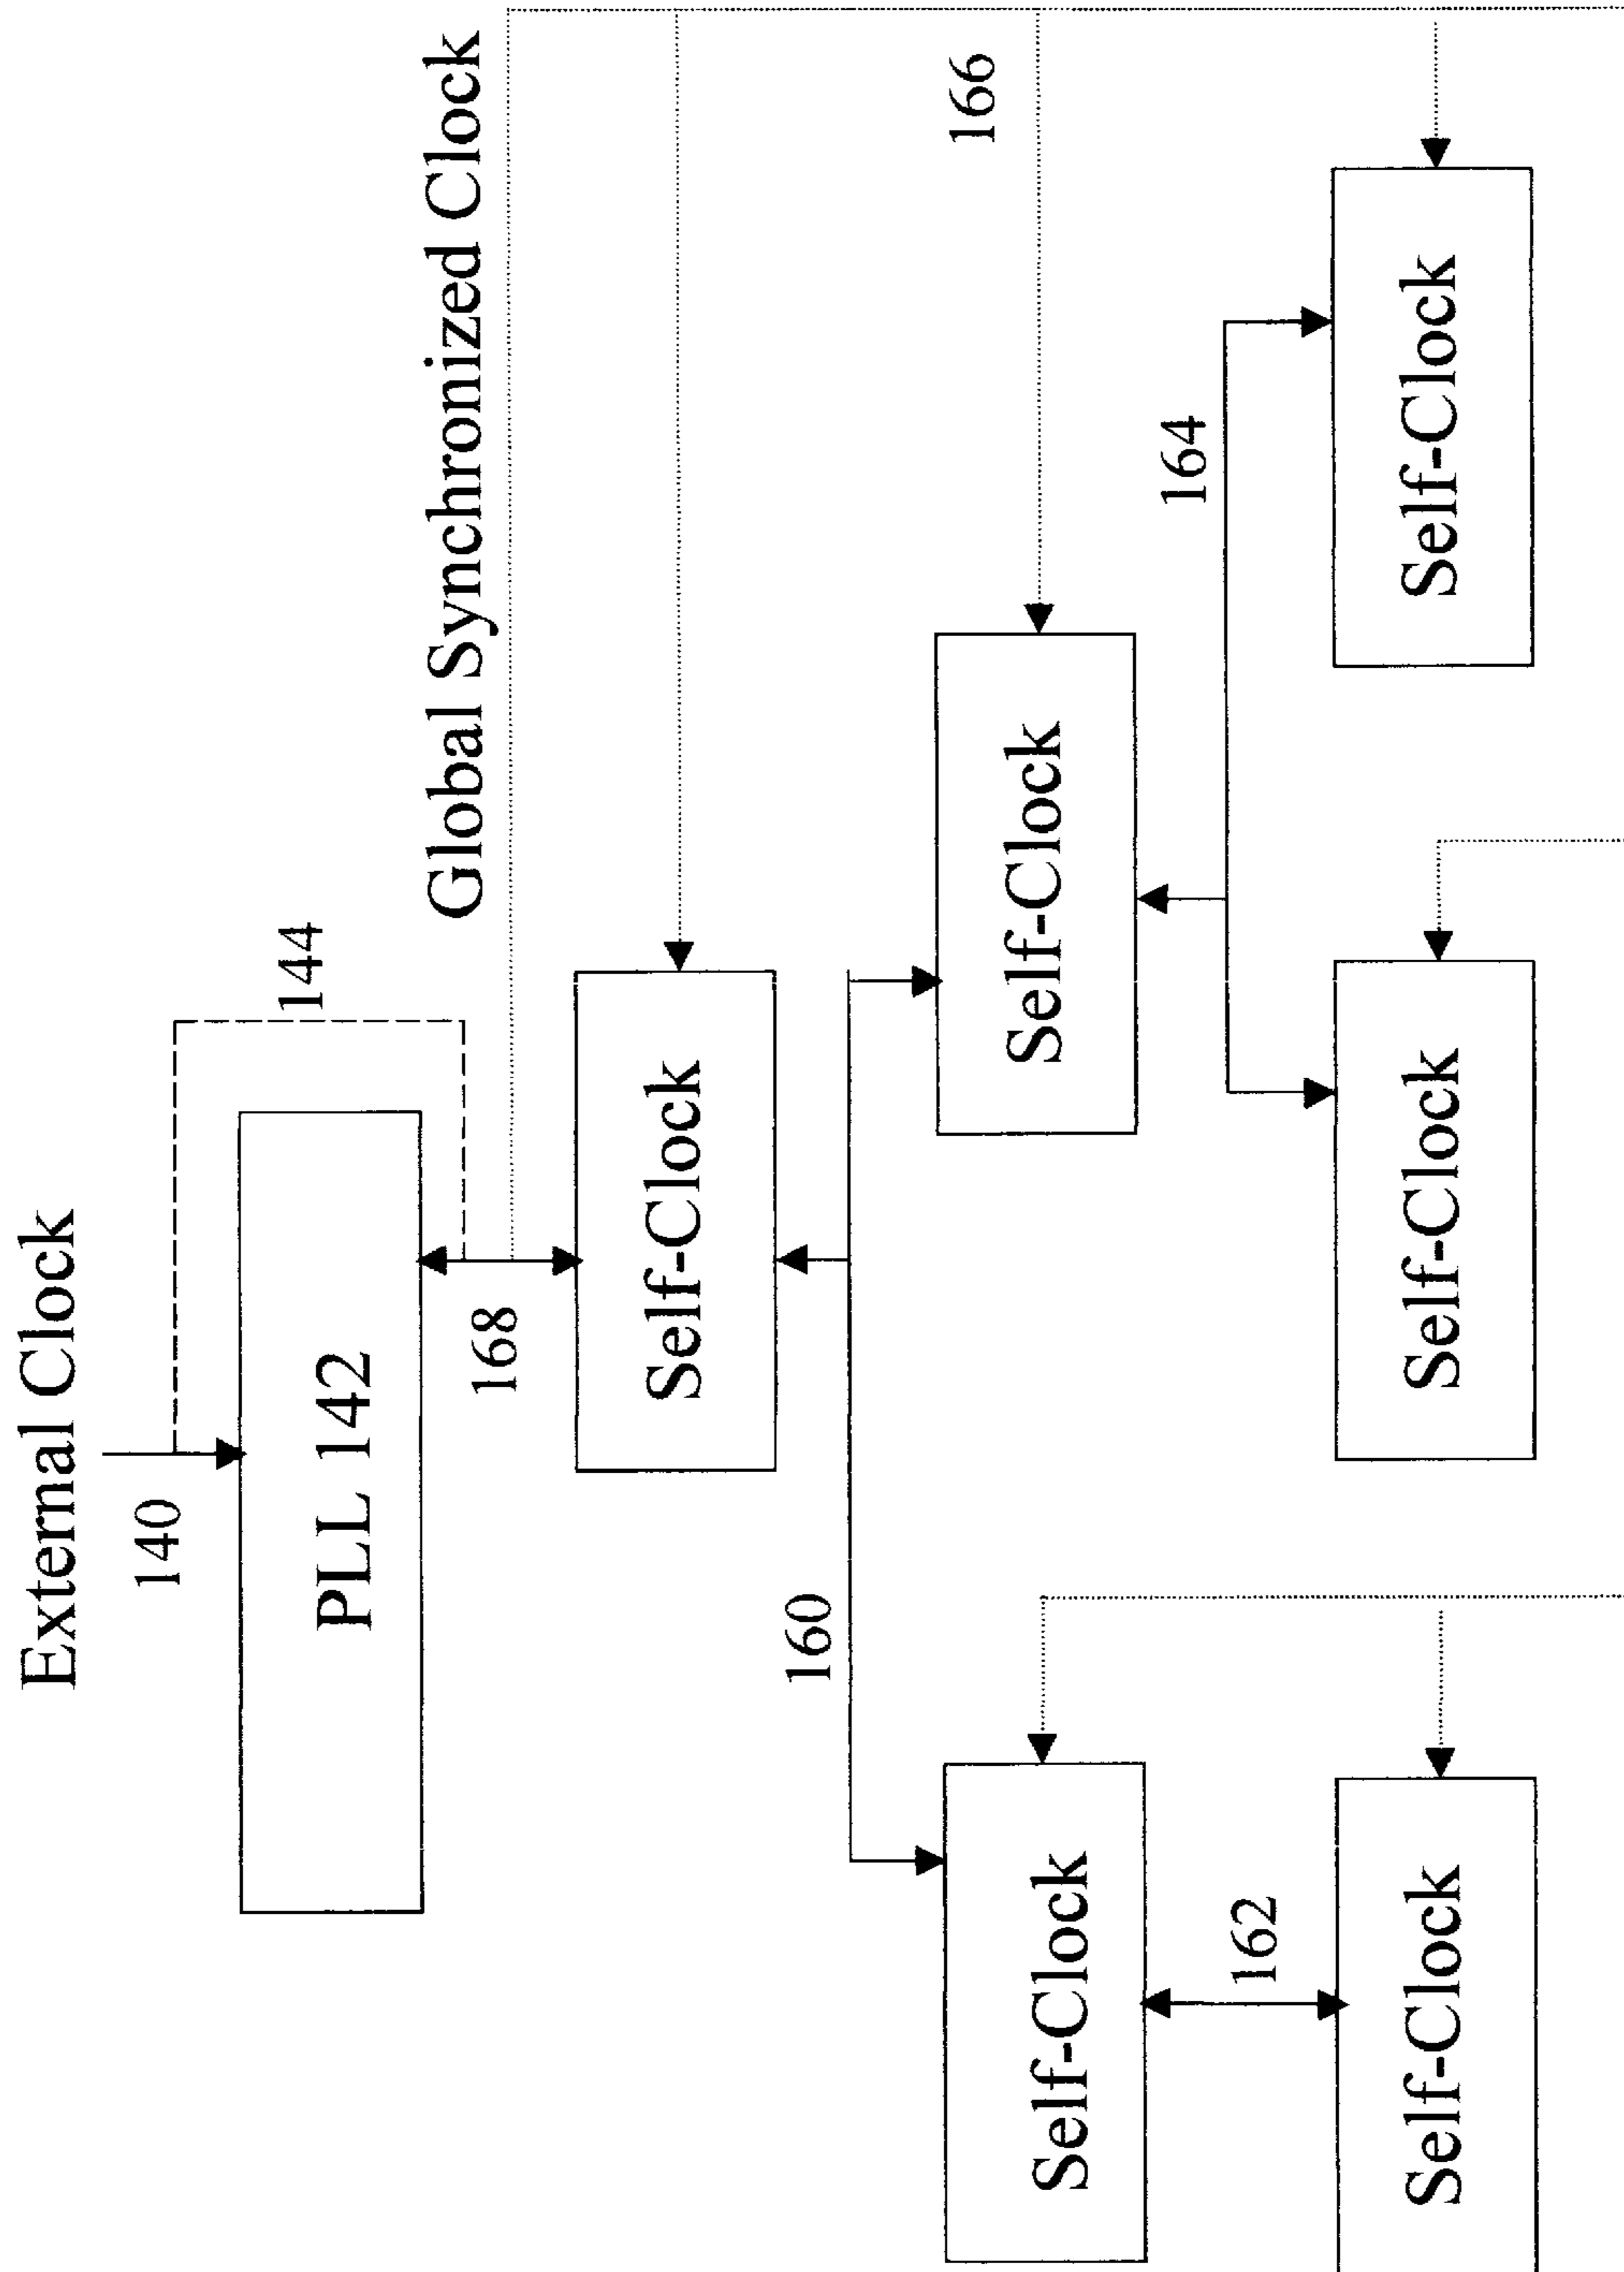 External Clock
140
144
PLL 142
168
Global Synchronized Clock
Self-Clock
160
166
Self-Clock
Self-Clock
162
164
Self-Clock
Self-Clock
Self-Clock